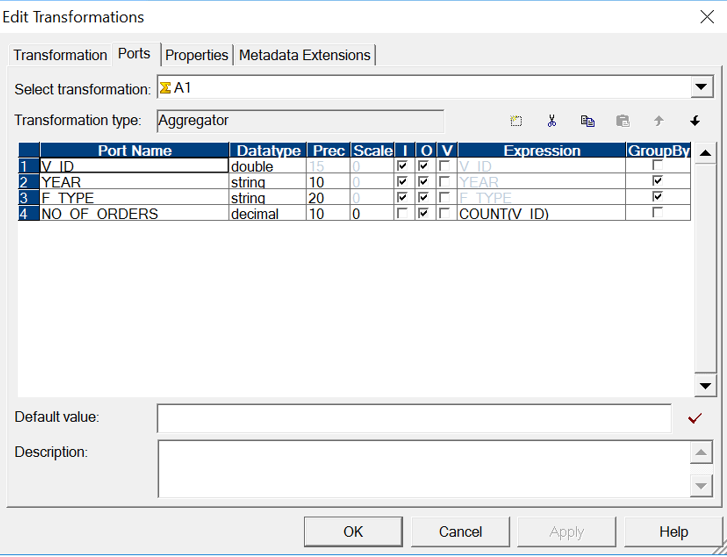 Edit Transformations
Transformation Ports Properties Metadata Extensions
Select transformation: A1
Transformation type: Aggregator
Port Name Datatype Prec Scale I O V Expression GroupBy
1 V_ID double 15 0 V_ID
2 YEAR string 10 0 YEAR
3 F_TYPE string 20 0 F_TYPE
4 NO_OF_ORDERS decimal 10 0 COUNT(V_ID)
Default value:
Description:
OK Cancel Apply Help